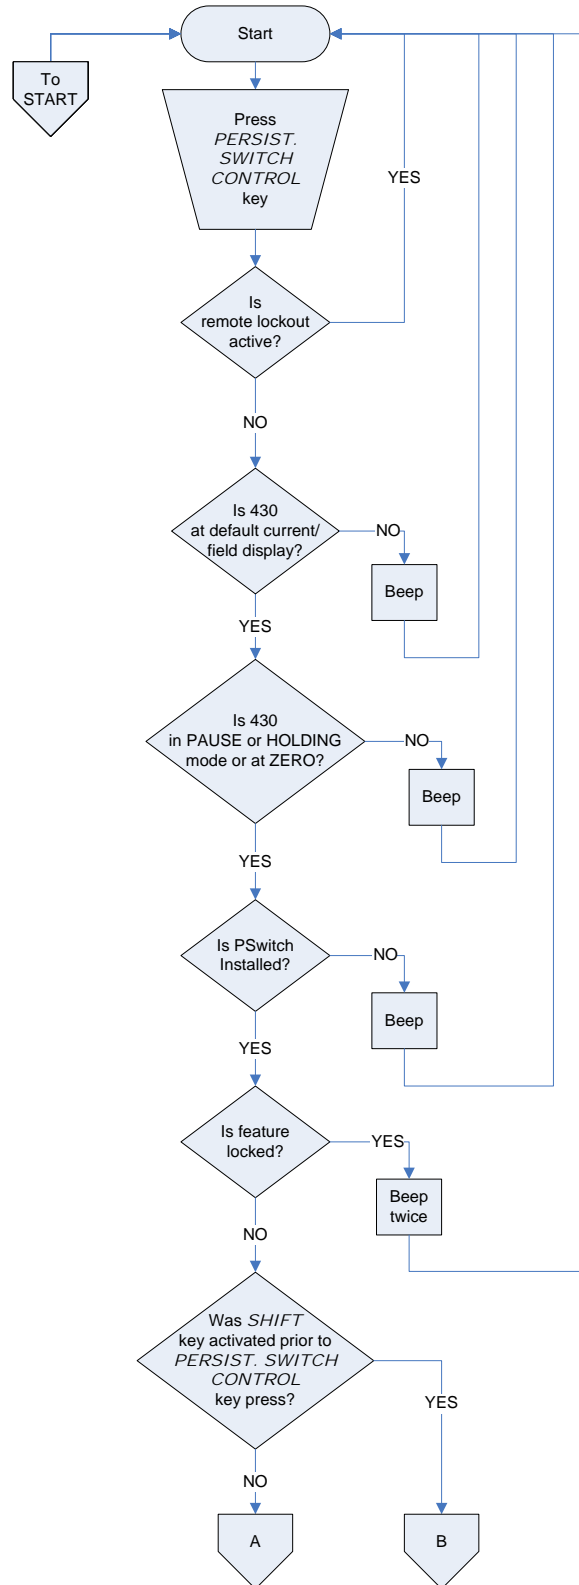 Start
To
START
Press
PERSIST.
SWITCH
CONTROL
key
YES
Is
remote lockout
active?
NO
Is 430
at default current/
field display?
NO
Beep
YES
Is 430
in PAUSE or HOLDING
mode or at ZERO?
NO
Beep
YES
Is PSwitch
Installed?
NO
Beep
YES
Is feature
locked?
YES
Beep
twice
NO
Was SHIFT
key activated prior to
PERSIST. SWITCH
CONTROL
key press?
YES
NO
A
B